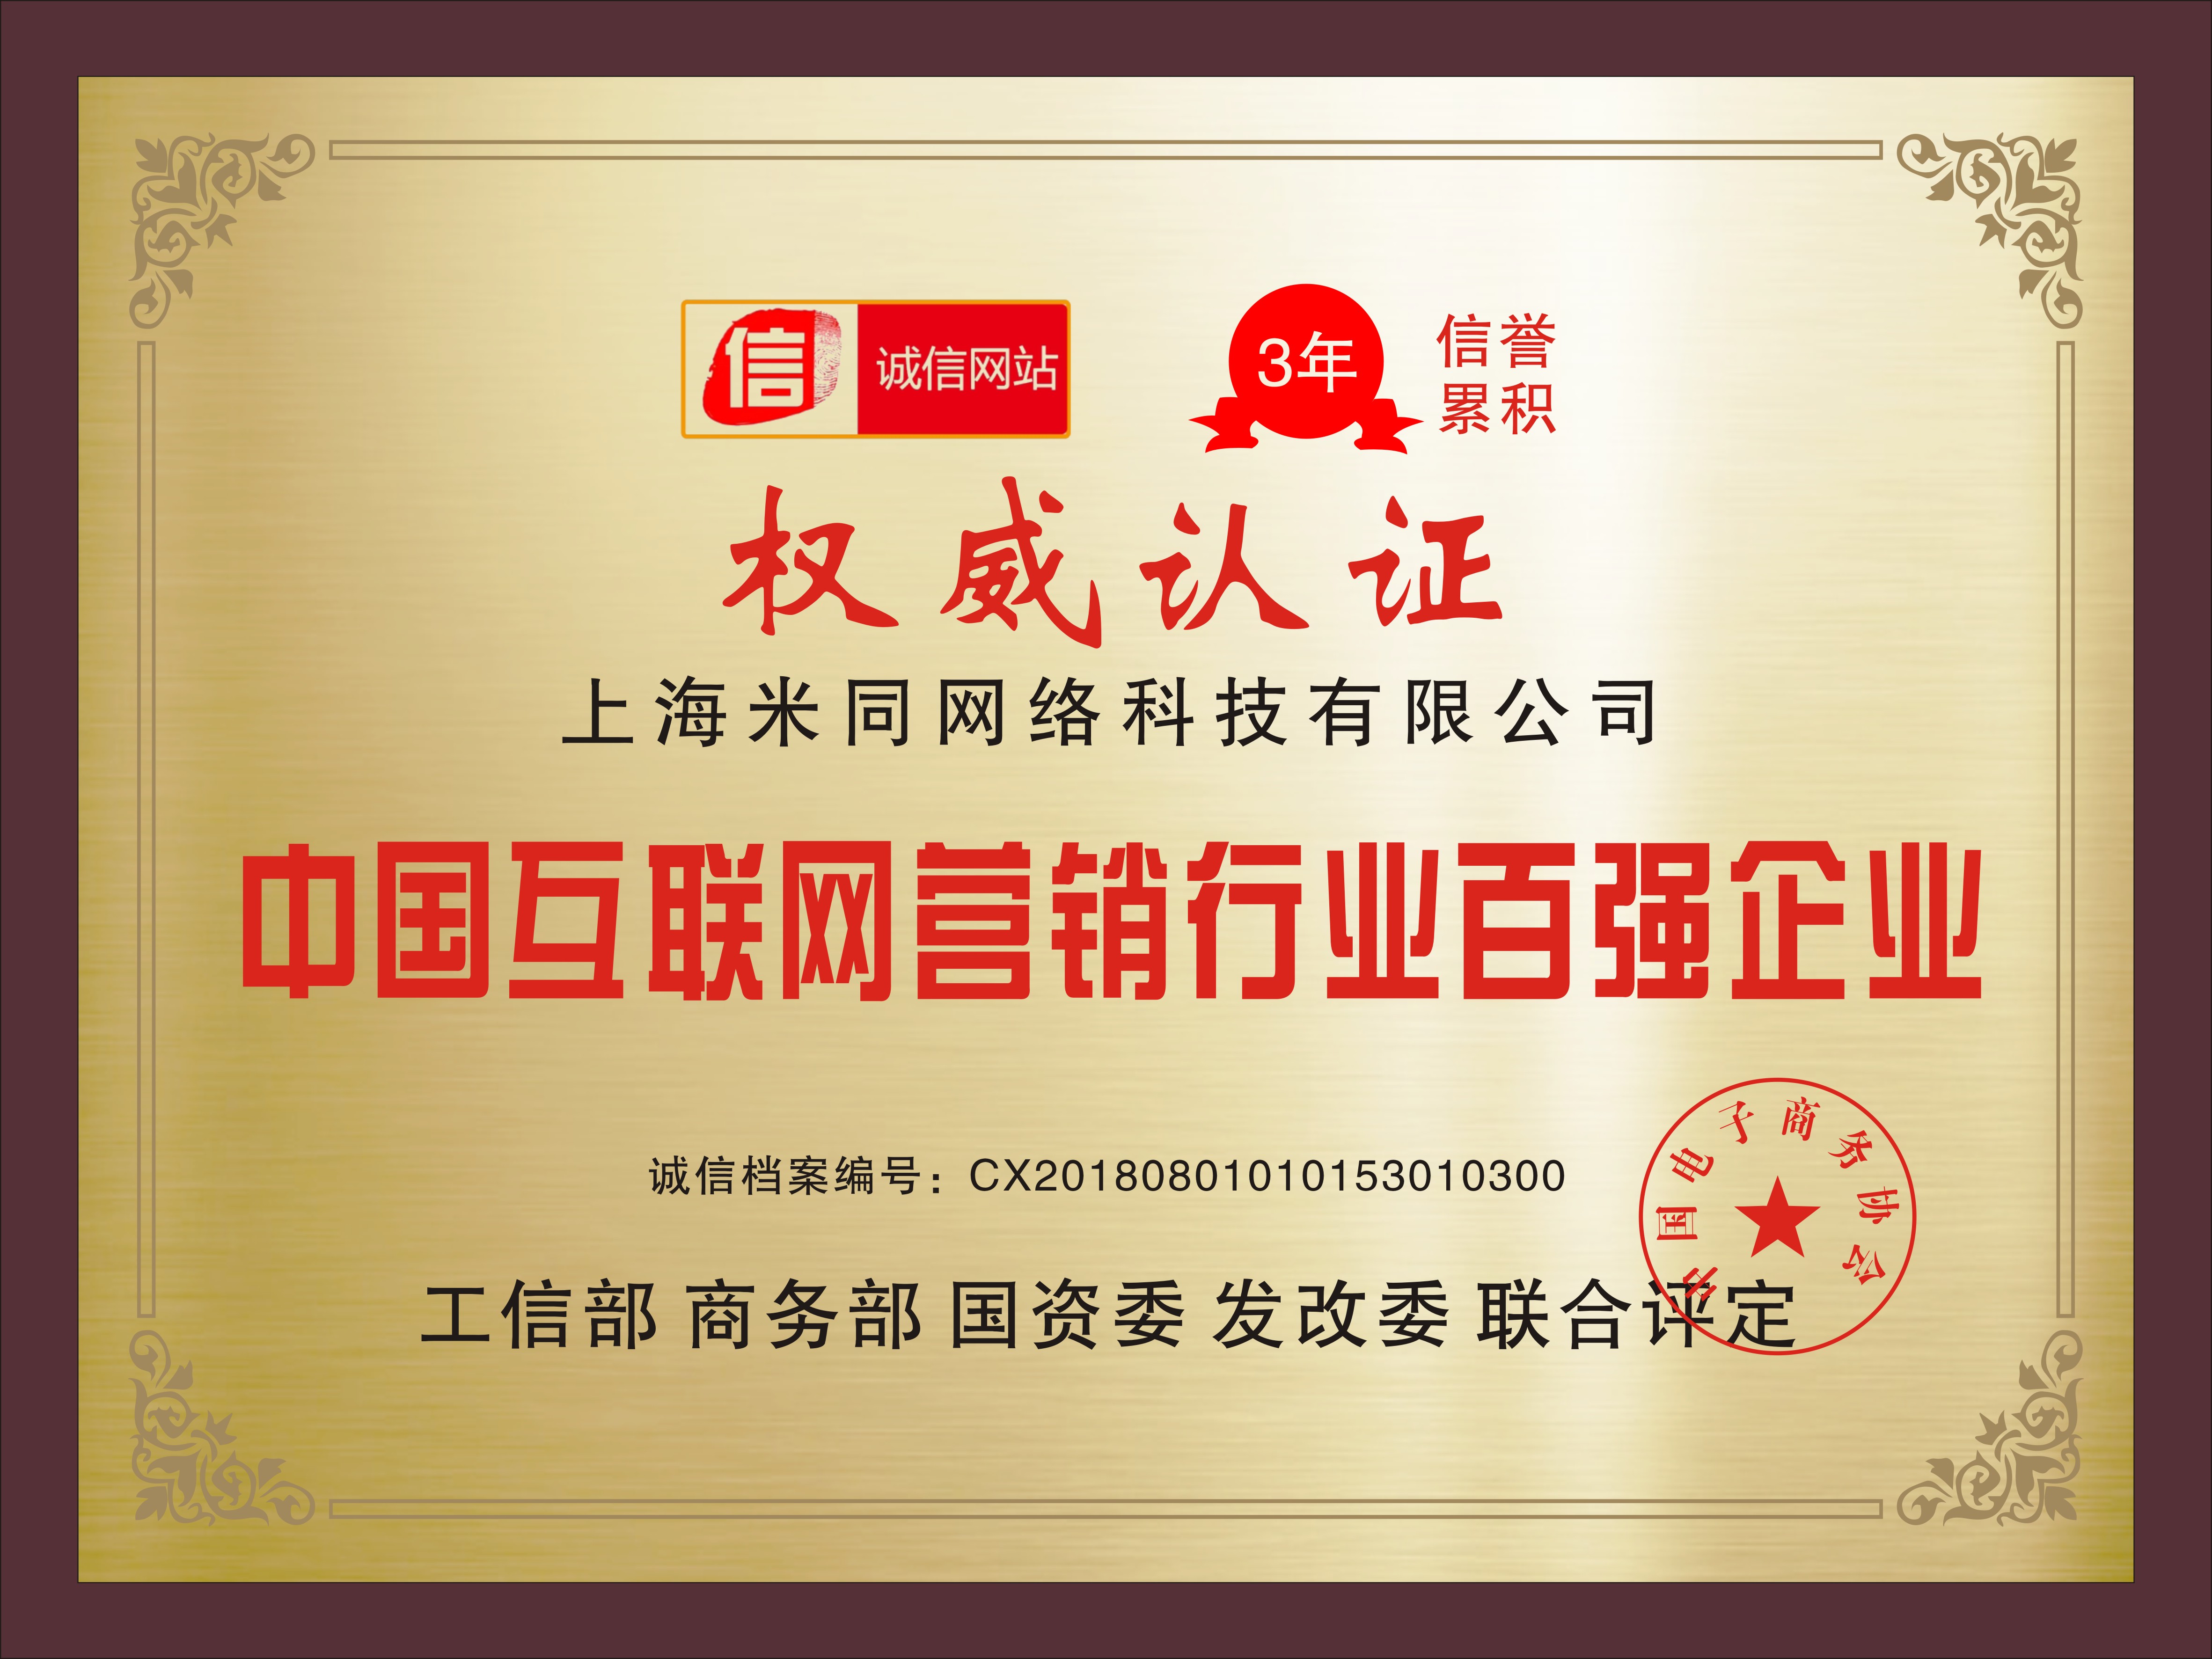 信 诚信网站
3年 信誉
累积
权威认证
上海米同网络科技有限公司
中国互联网营销行业百强企业
诚信档案编号：CX20180801010153010300
中国电子商务协会
工信部 商务部 国资委 发改委 联合评定